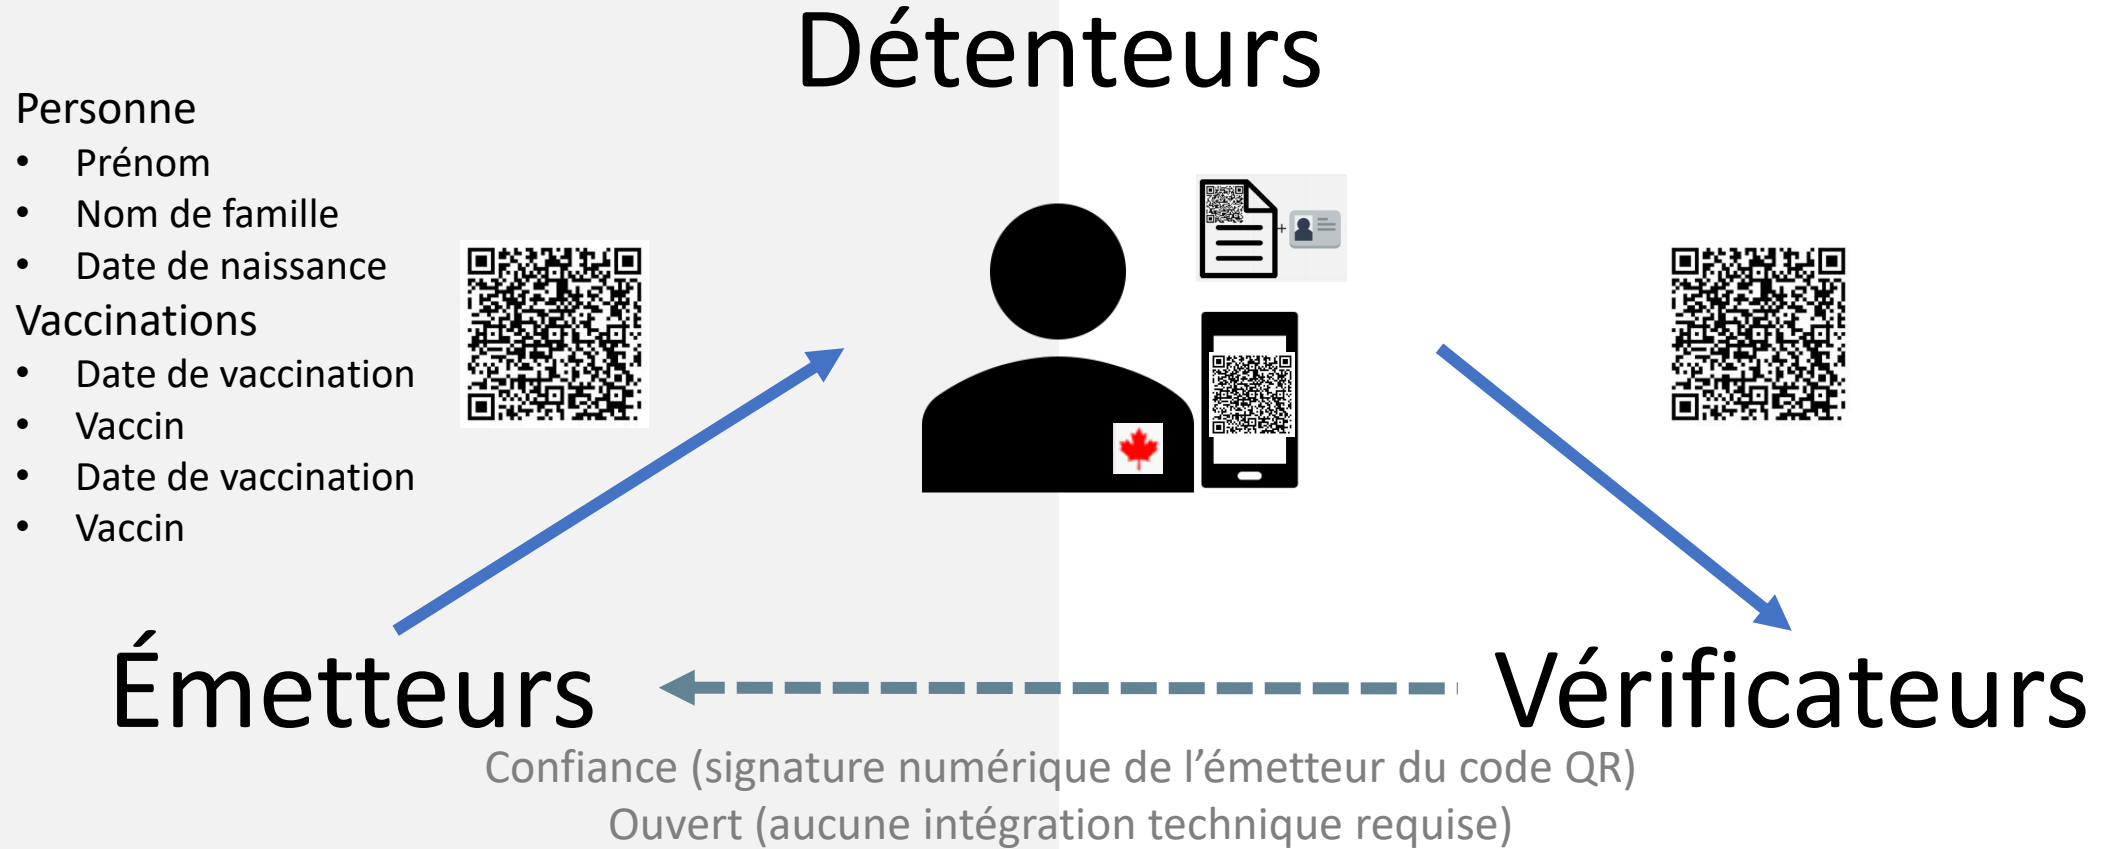 Détenteurs
Personne
• Prénom
• Nom de famille
• Date de naissance
Vaccinations
• Date de vaccination
• Vaccin
• Date de vaccination
• Vaccin
+
Émetteurs
Vérificateurs
Confiance (signature numérique de l’émetteur du code QR)
Ouvert (aucune intégration technique requise)